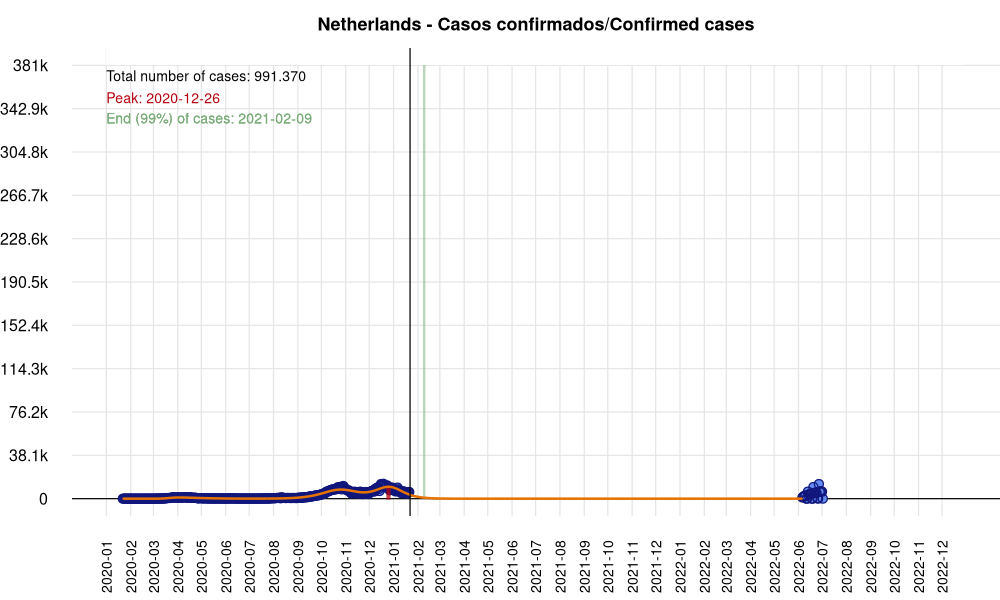 Netherlands - Casos confirmados/Confirmed cases
Total number of cases: 991.370
Peak: 2020-12-26
End (99%) of cases: 2021-02-09
381k
342.9k
304.8k
266.7k
228.6k
190.5k
152.4k
114.3k
76.2k
38.1k
0
2020-01
2020-02
2020-03
2020-04
2020-05
2020-06
2020-07
2020-08
2020-09
2020-10
2020-11
2020-12
2021-01
2021-02
2021-03
2021-04
2021-05
2021-06
2021-07
2021-08
2021-09
2021-10
2021-11
2021-12
2022-01
2022-02
2022-03
2022-04
2022-05
2022-06
2022-07
2022-08
2022-09
2022-10
2022-11
2022-12